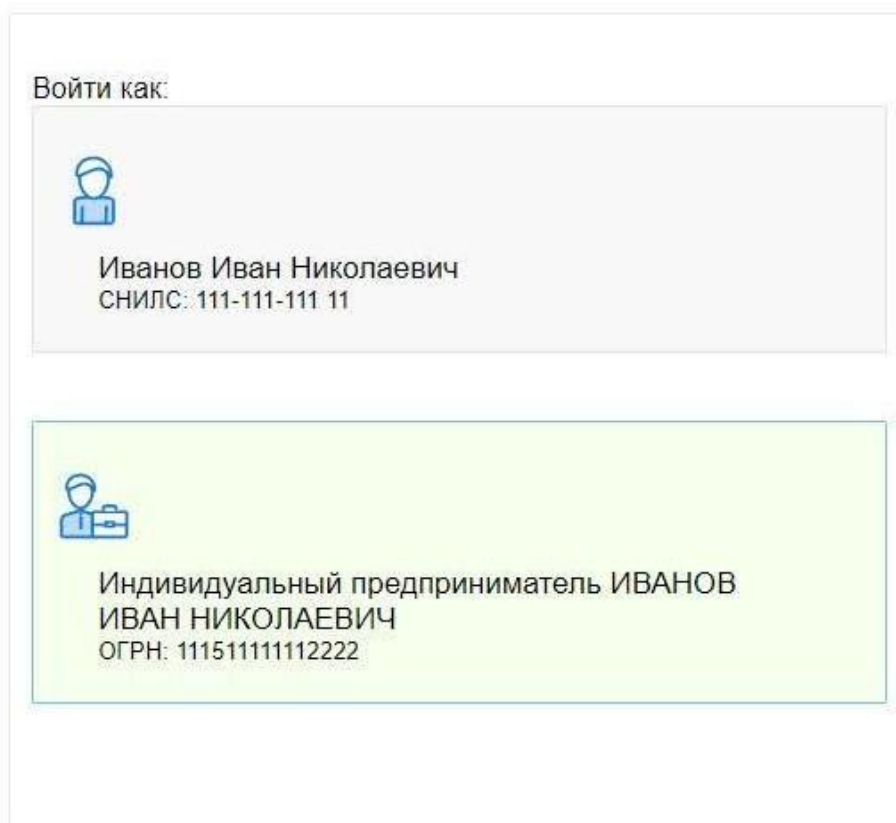 Войти как:
Иванов Иван Николаевич
СНИЛС: 111-111-111 11
Индивидуальный предприниматель ИВАНОВ
ИВАН НИКОЛАЕВИЧ
ОГРН: 111511111112222